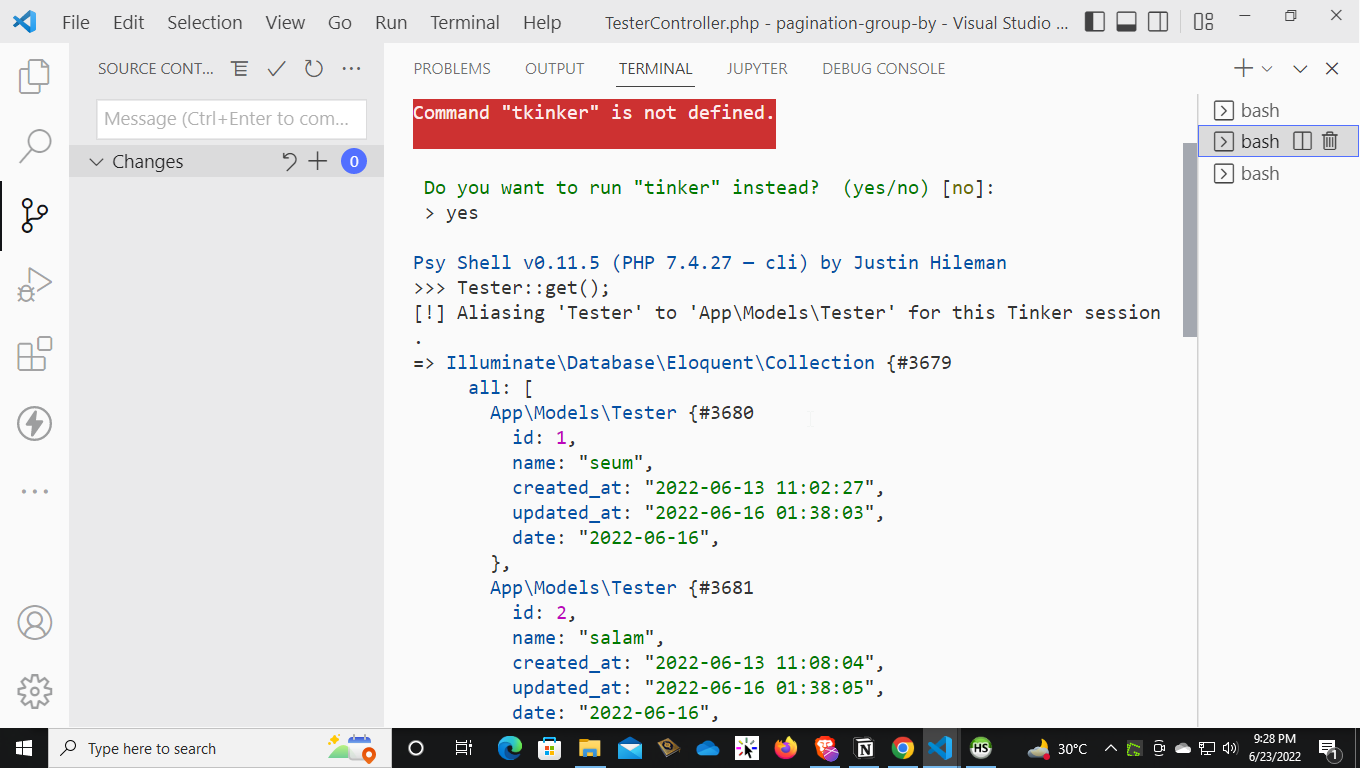 File Edit Selection View Go Run Terminal Help TesterController.php - pagination-group-by - Visual Studio ...
SOURCE CONT...
Message (Ctrl+Enter to com...
Changes 0
PROBLEMS OUTPUT TERMINAL JUPYTER DEBUG CONSOLE
Command "tkinker" is not defined.
Do you want to run "tinker" instead?  (yes/no) [no]:
> yes
Psy Shell v0.11.5 (PHP 7.4.27 — cli) by Justin Hileman
>>> Tester::get();
[!] Aliasing 'Tester' to 'App\Models\Tester' for this Tinker session
.
=> Illuminate\Database\Eloquent\Collection {#3679
all: [
App\Models\Tester {#3680
id: 1,
name: "seum",
created_at: "2022-06-13 11:02:27",
updated_at: "2022-06-16 01:38:03",
date: "2022-06-16",
},
App\Models\Tester {#3681
id: 2,
name: "salam",
created_at: "2022-06-13 11:08:04",
updated_at: "2022-06-16 01:38:05",
date: "2022-06-16",
bash
bash
bash
Type here to search
HS
30°C
9:28 PM
6/23/2022
1